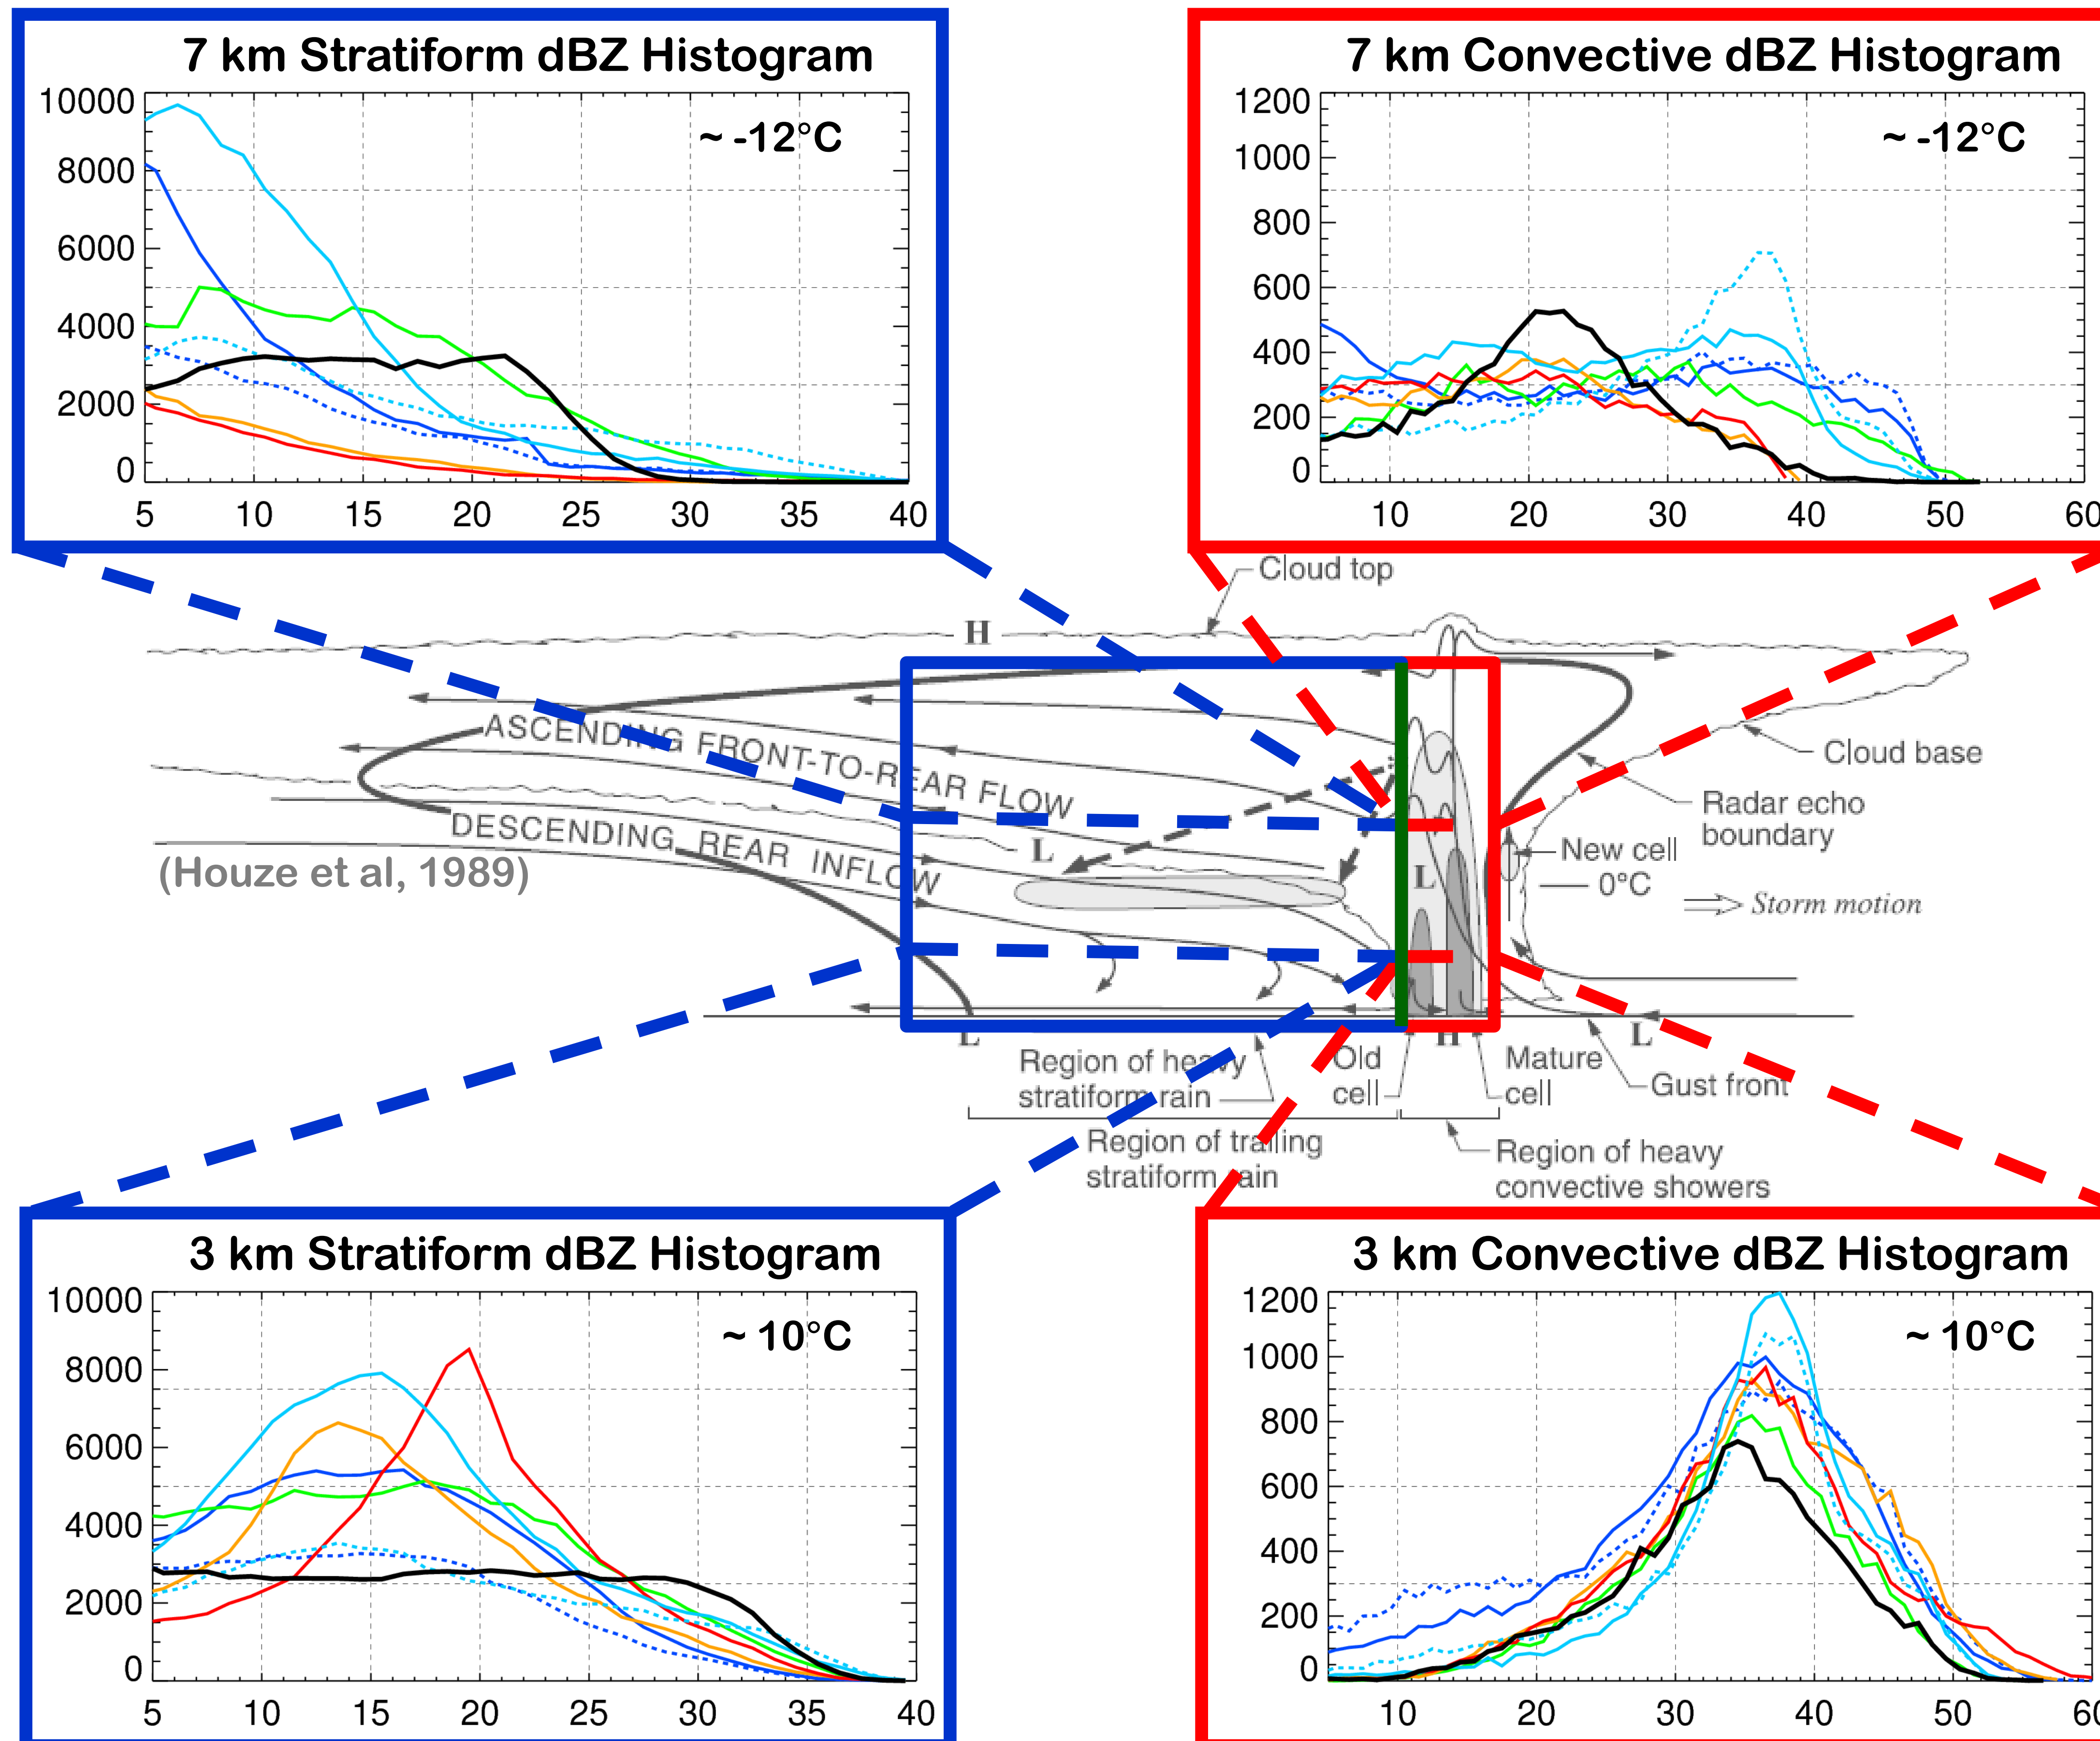 7 km Stratiform dBZ Histogram
10000
8000
6000
4000
2000
0
~ -12°C
5 10 15 20 25 30 35 40
7 km Convective dBZ Histogram
1200
1000
800
600
400
200
0
~ -12°C
10 20 30 40 50 60
Cloud top
H
ASCENDING FRONT-TO-REAR FLOW
Cloud base
Radar echo
boundary
DESCENDING REAR INFLOW
L
New cell
0°C
L
(Houze et al, 1989)
Storm motion
L
H
L
Region of heavy
stratiform rain
Old
cell
Mature
cell
Gust front
Region of trailing
stratiform rain
Region of heavy
convective showers
3 km Stratiform dBZ Histogram
10000
8000
6000
4000
2000
0
~ 10°C
5 10 15 20 25 30 35 40
3 km Convective dBZ Histogram
1200
1000
800
600
400
200
0
~ 10°C
10 20 30 40 50 60